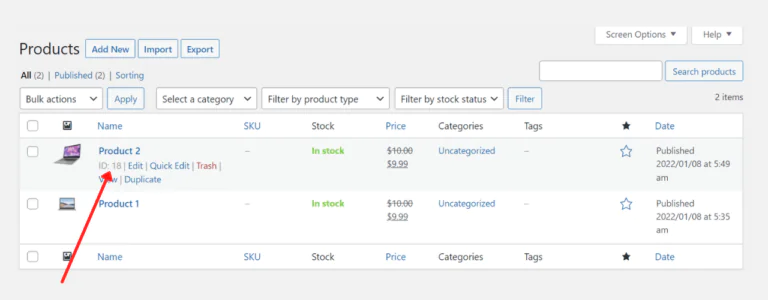 Screen Options ▼ Help ▼
Products Add New Import Export
All (2) | Published (2) | Sorting
Search products
Bulk actions Apply Select a category Filter by product type Filter by stock status Filter 2 items
Name SKU Stock Price Categories Tags ★ Date
Product 2 – In stock $10.00 Uncategorized – Published
ID: 18 | Edit | Quick Edit | Trash | $9.99 2022/01/08 at 5:49
View | Duplicate am
Product 1 – In stock $10.00 Uncategorized – Published
$9.99 2022/01/08 at 5:35
am
Name SKU Stock Price Categories Tags ★ Date